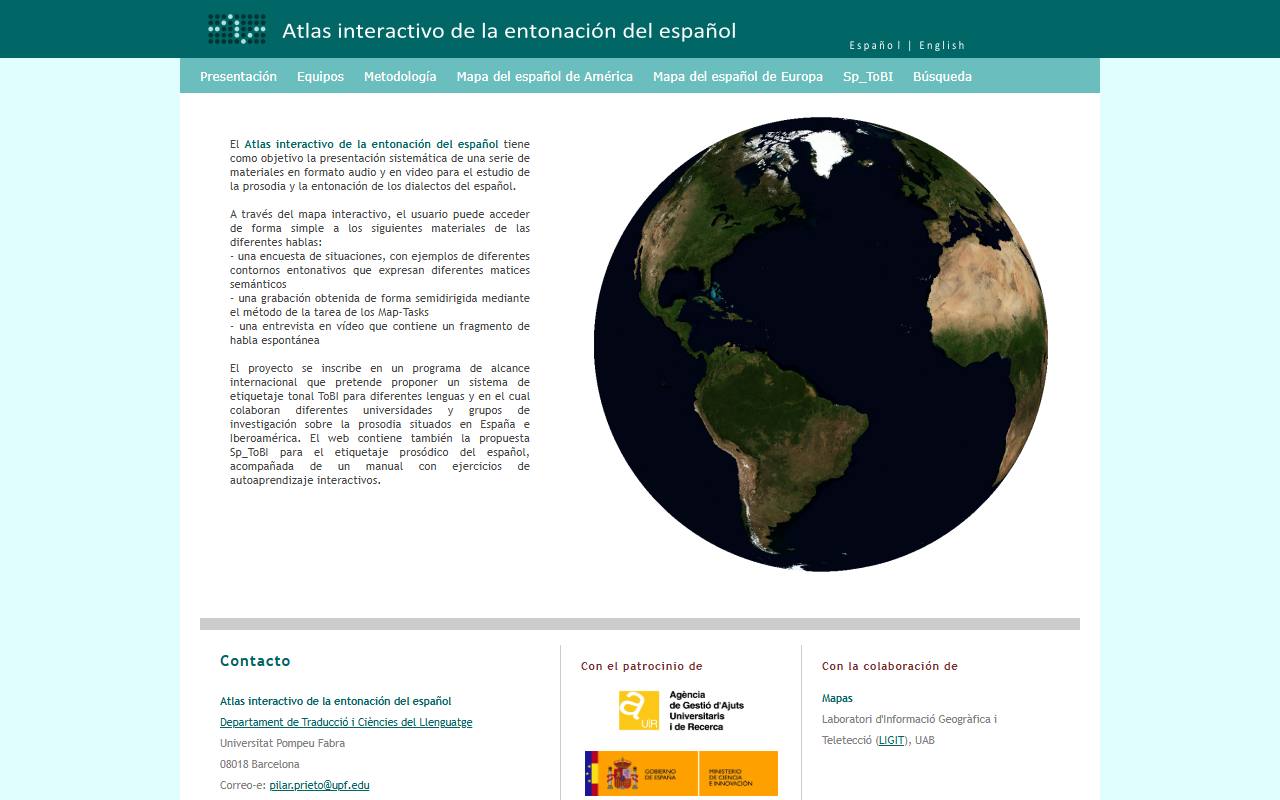 Atlas interactivo de la entonación del español
Español | English
Presentación Equipos Metodología Mapa del español de América Mapa del español de Europa Sp_ToBI Búsqueda
El Atlas interactivo de la entonación del español tiene
como objetivo la presentación sistemática de una serie de
materiales en formato audio y en video para el estudio de
la prosodia y la entonación de los dialectos del español.
A través del mapa interactivo, el usuario puede acceder
de forma simple a los siguientes materiales de las
diferentes hablas:
- una encuesta de situaciones, con ejemplos de diferentes
contornos entonativos que expresan diferentes matices
semánticos
- una grabación obtenida de forma semidirigida mediante
el método de la tarea de los Map-Tasks
- una entrevista en vídeo que contiene un fragmento de
habla espontánea
El proyecto se inscribe en un programa de alcance
internacional que pretende proponer un sistema de
etiquetaje tonal ToBI para diferentes lenguas y en el cual
colaboran diferentes universidades y grupos de
investigación sobre la prosodia situados en España e
Iberoamérica. El web contiene también la propuesta
Sp_ToBI para el etiquetaje prosódico del español,
acompañada de un manual con ejercicios de
autoaprendizaje interactivos.
Contacto
Atlas interactivo de la entonación del español
Departament de Traducció i Ciències del Llenguatge
Universitat Pompeu Fabra
08018 Barcelona
Correo-e: pilar.prieto@upf.edu
Con el patrocinio de
Agència
de Gestió d'Ajuts
Universitaris
i de Recerca
GOBIERNO
DE ESPAÑA
MINISTERIO
DE CIENCIA
E INNOVACIÓN
Con la colaboración de
Mapas
Laboratori d'Informació Geogràfica i
Teletecció (LIGIT), UAB